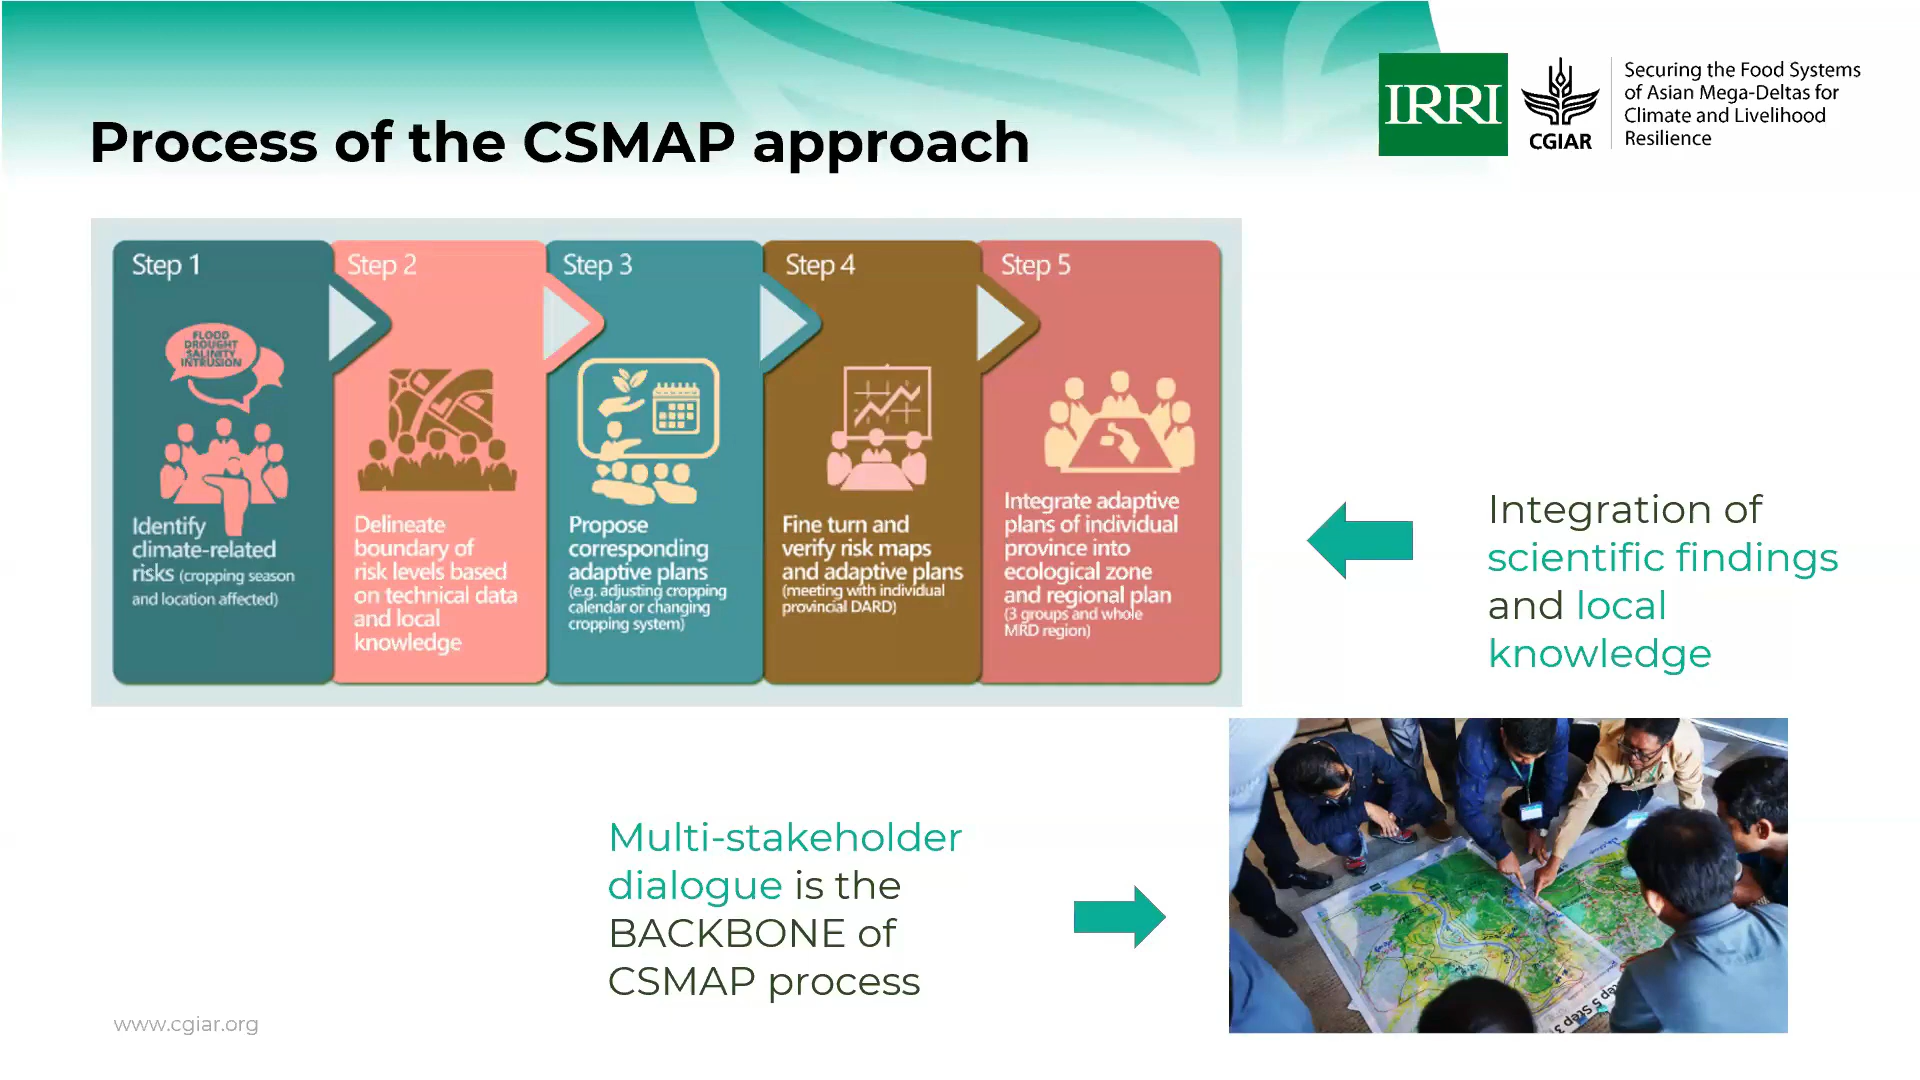 IRRI
CGIAR
Securing the Food Systems
of Asian Mega-Deltas for
Climate and Livelihood
Resilience
Process of the CSMAP approach
Step 1
FLOOD
DROUGHT
SALINITY
INTRUSION
Identify
climate-related
risks (cropping season
and location affected)
Step 2
Delineate
boundary of
risk levels based
on technical data
and local
knowledge
Step 3
Propose
corresponding
adaptive plans
(e.g. adjusting cropping
calendar or changing
cropping system)
Step 4
Fine turn and
verify risk maps
and adaptive plans
(meeting with individual
provincial DARD)
Step 5
Integrate adaptive
plans of individual
province into
ecological zone
and regional plan
(3 groups and whole
MRD region)
Integration of
scientific findings
and local
knowledge
Multi-stakeholder
dialogue is the
BACKBONE of
CSMAP process
www.cgiar.org